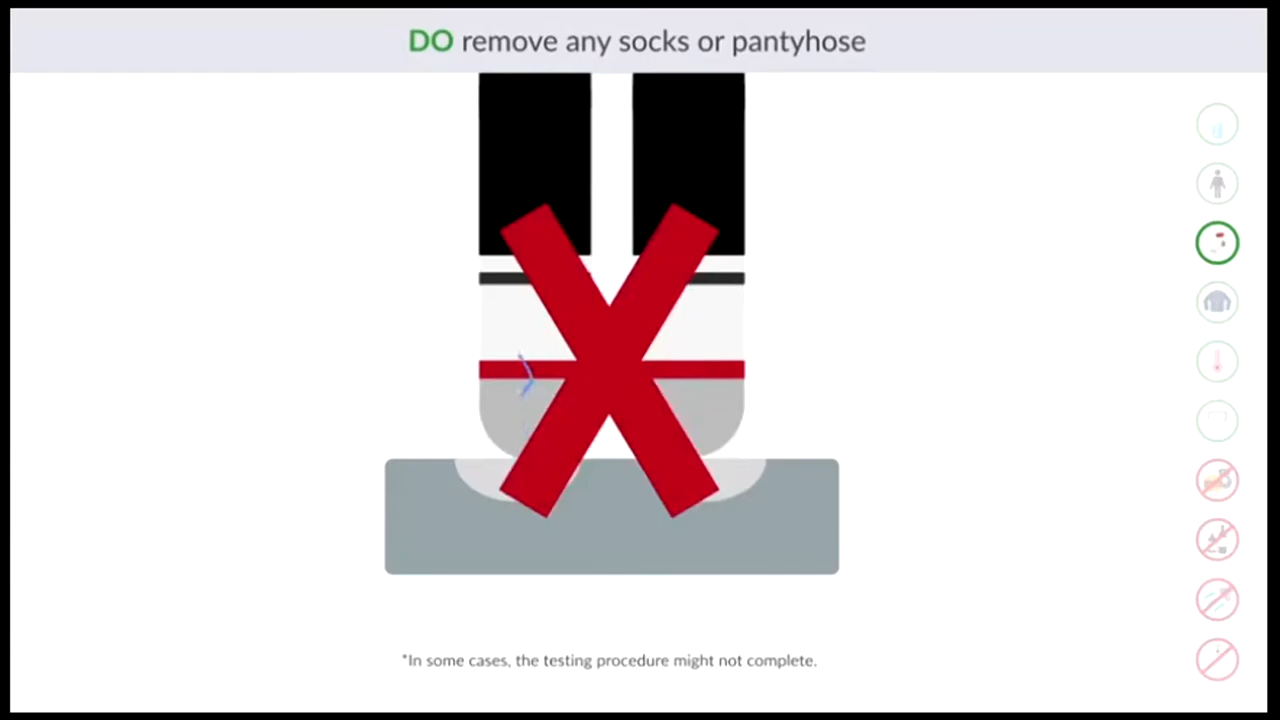 DO remove any socks or pantyhose
*In some cases, the testing procedure might not complete.